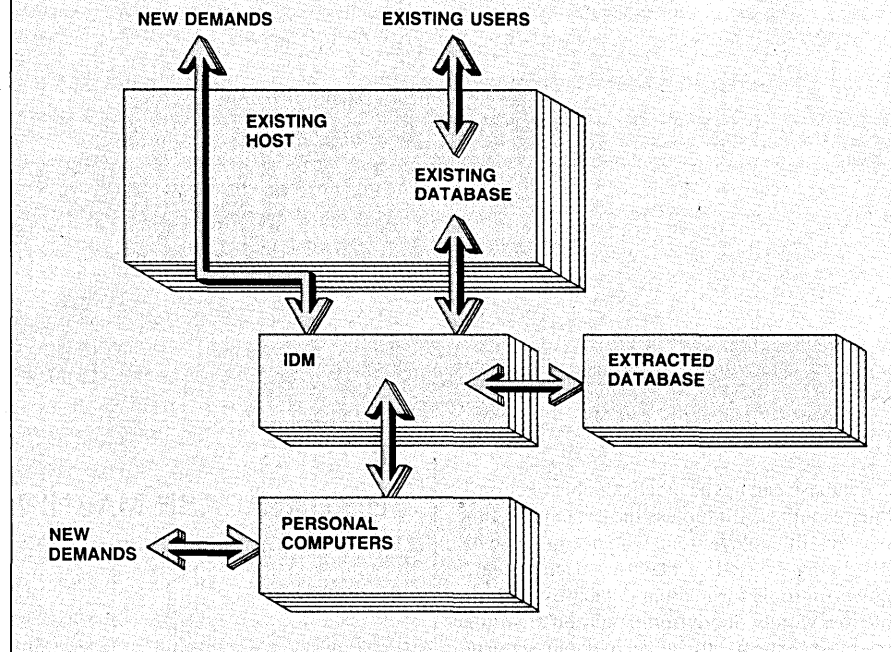 NEW DEMANDS
EXISTING USERS
EXISTING
HOST
EXISTING
DATABASE
IDM
EXTRACTED
DATABASE
PERSONAL
COMPUTERS
NEW
DEMANDS